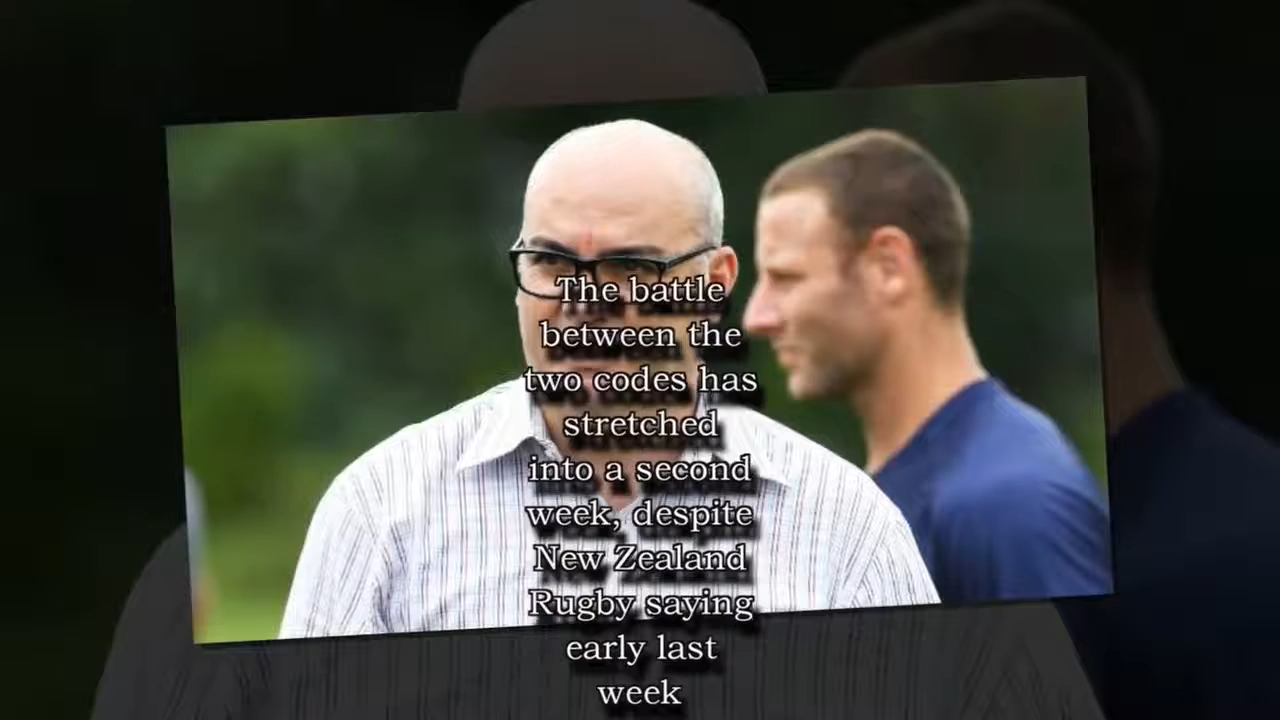 The battle
between the
two codes has
stretched
into a second
week, despite
New Zealand
Rugby saying
early last
week